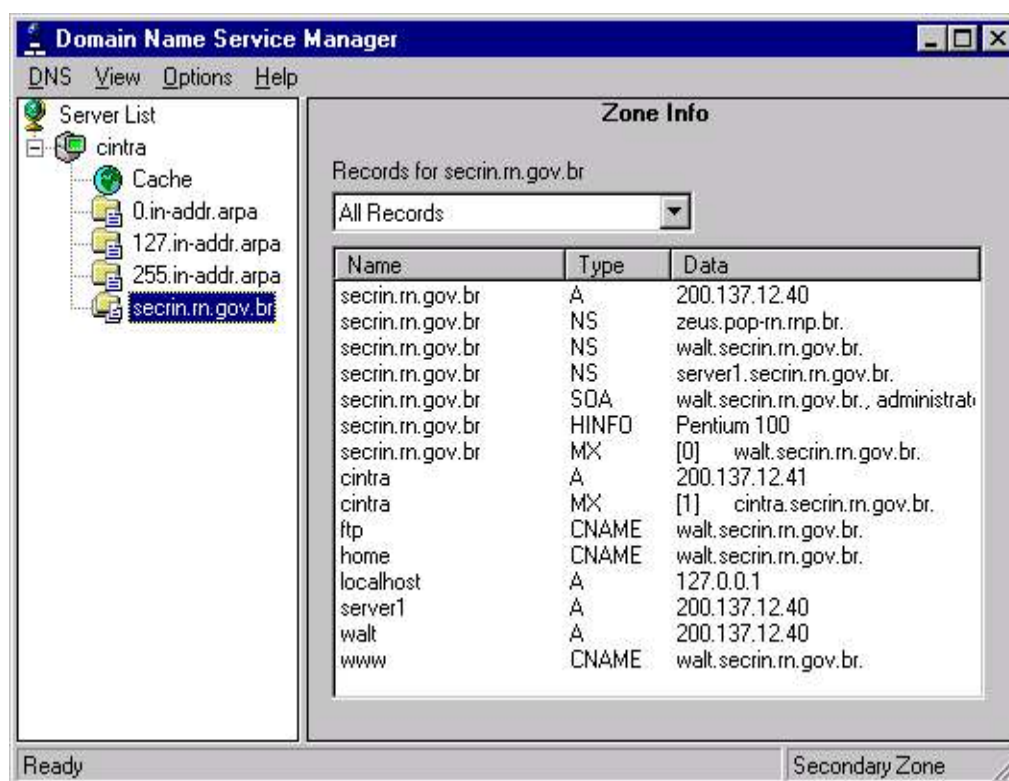 Domain Name Service Manager
DNS View Options Help
Server List
cintra
Cache
0.in-addr.arpa
127.in-addr.arpa
255.in-addr.arpa
secrin.rn.gov.br
Zone Info
Records for secrin.rn.gov.br
All Records
Name Type Data
secrin.rn.gov.br A 200.137.12.40
secrin.rn.gov.br NS zeus.pop-rn.rnp.br.
secrin.rn.gov.br NS walt.secrin.rn.gov.br.
secrin.rn.gov.br NS server1.secrin.rn.gov.br.
secrin.rn.gov.br SOA walt.secrin.rn.gov.br., administrat
secrin.rn.gov.br HINFO Pentium 100
secrin.rn.gov.br MX [0] walt.secrin.rn.gov.br.
cintra A 200.137.12.41
cintra MX [1] cintra.secrin.rn.gov.br.
ftp CNAME walt.secrin.rn.gov.br.
home CNAME walt.secrin.rn.gov.br.
localhost A 127.0.0.1
server1 A 200.137.12.40
walt A 200.137.12.40
www CNAME walt.secrin.rn.gov.br.
Ready Secondary Zone